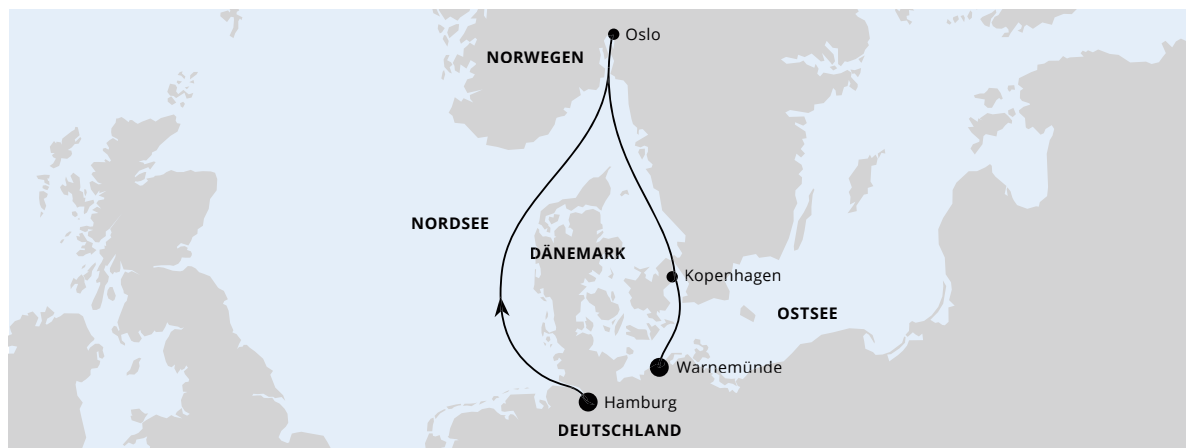 Oslo
NORWEGEN
NORDSEE
DÄNEMARK
Kopenhagen
OSTSEE
Warnemünde
Hamburg
DEUTSCHLAND